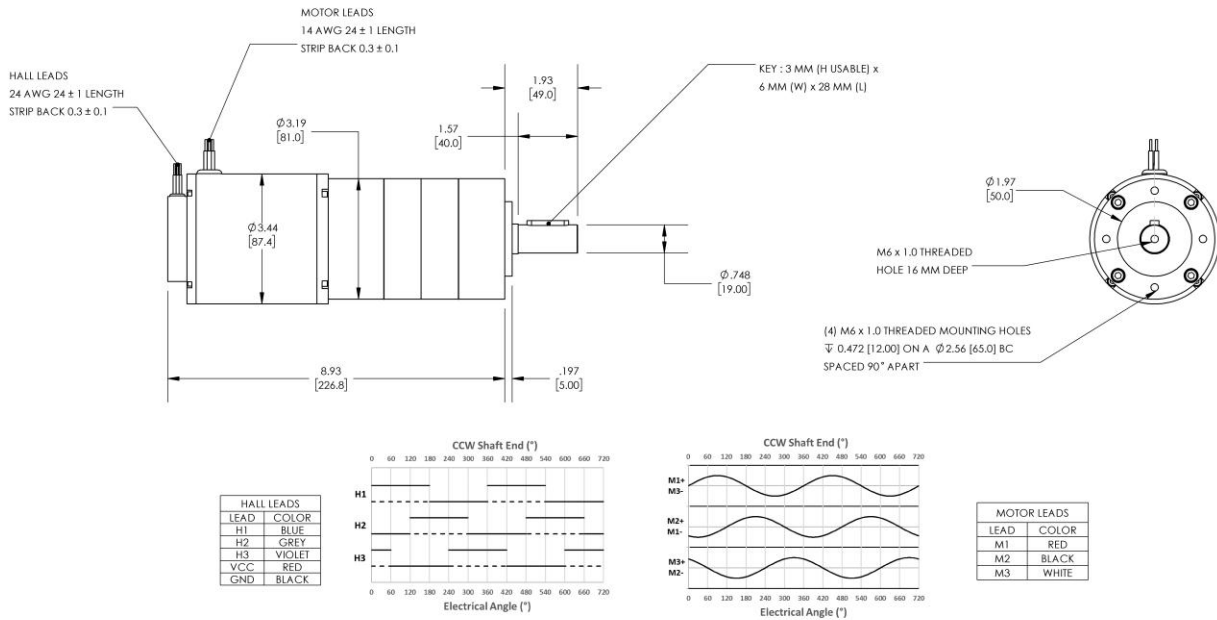 MOTOR LEADS
14 AWG 24 ± 1 LENGTH
STRIP BACK 0.3 ± 0.1
HALL LEADS
24 AWG 24 ± 1 LENGTH
STRIP BACK 0.3 ± 0.1
Ø3.19
[81.0]
1.93
[49.0]
1.57
[40.0]
KEY : 3 MM (H USABLE) x
6 MM (W) x 28 MM (L)
Ø3.44
[87.4]
Ø.748
[19.00]
8.93
[226.8]
.197
[5.00]
Ø1.97
[50.0]
M6 x 1.0 THREADED
HOLE 16 MM DEEP
(4) M6 x 1.0 THREADED MOUNTING HOLES
↧ 0.472 [12.00] ON A Ø2.56 [65.0] BC
SPACED 90° APART
HALL LEADS
LEAD COLOR
H1 BLUE
H2 GREY
H3 VIOLET
VCC RED
GND BLACK
CCW Shaft End (°)
0 60 120 180 240 300 360 420 480 540 600 660 720
H1
H2
H3
0 60 120 180 240 300 360 420 480 540 600 660 720
Electrical Angle (°)
CCW Shaft End (°)
0 60 120 180 240 300 360 420 480 540 600 660 720
M1+
M3-
M2+
M1-
M3+
M2-
0 60 120 180 240 300 360 420 480 540 600 660 720
Electrical Angle (°)
MOTOR LEADS
LEAD COLOR
M1 RED
M2 BLACK
M3 WHITE